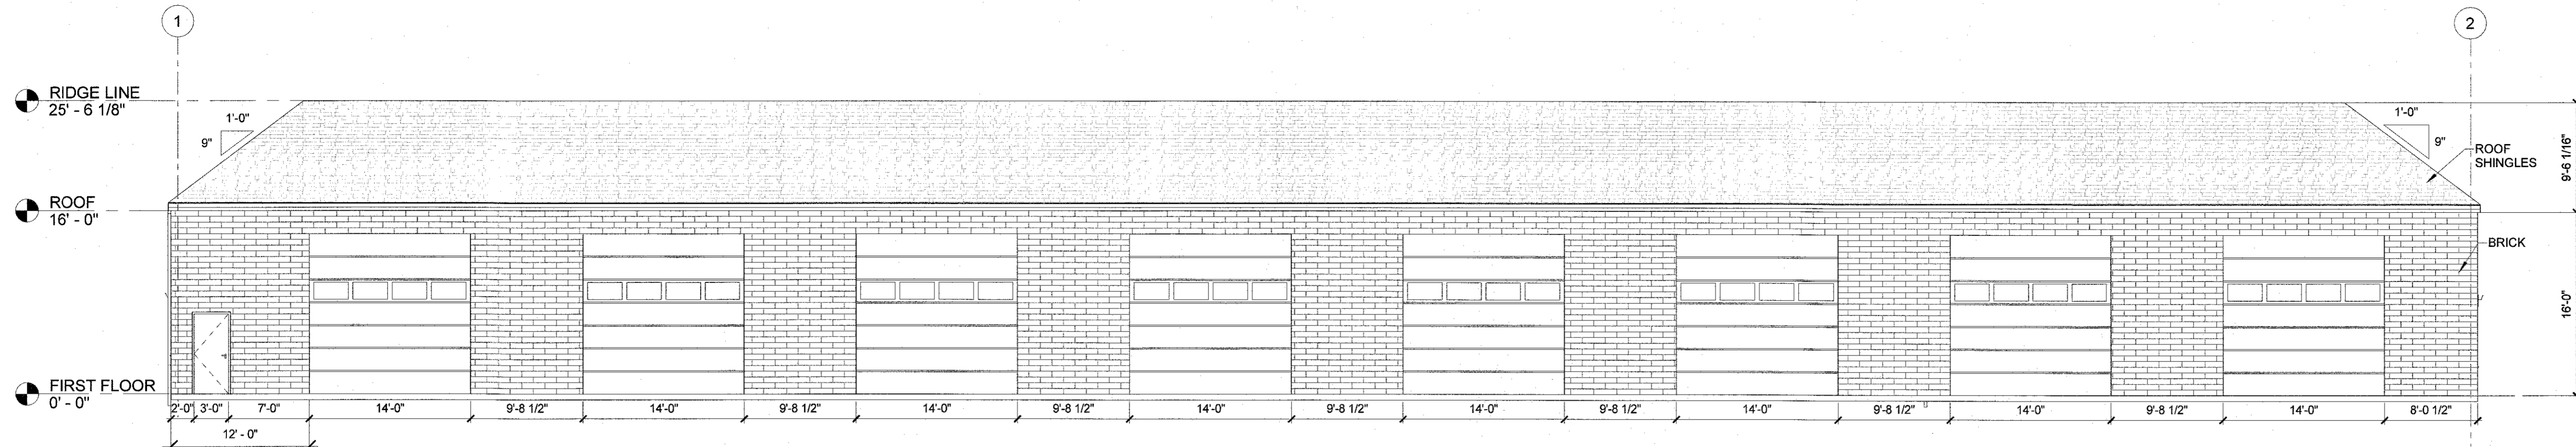 1
2
RIDGE LINE
25' - 6 1/8"
1'-0"
9"
1'-0"
9"
ROOF
SHINGLES
9'-6 1/16"
ROOF
16' - 0"
BRICK
16'-0"
FIRST FLOOR
0' - 0"
2'-0" 3'-0" 7'-0" 14'-0" 9'-8 1/2" 14'-0" 9'-8 1/2" 14'-0" 9'-8 1/2" 14'-0" 9'-8 1/2" 14'-0" 9'-8 1/2" 14'-0" 9'-8 1/2" 14'-0" 9'-8 1/2" 14'-0" 8'-0 1/2"
12' - 0"